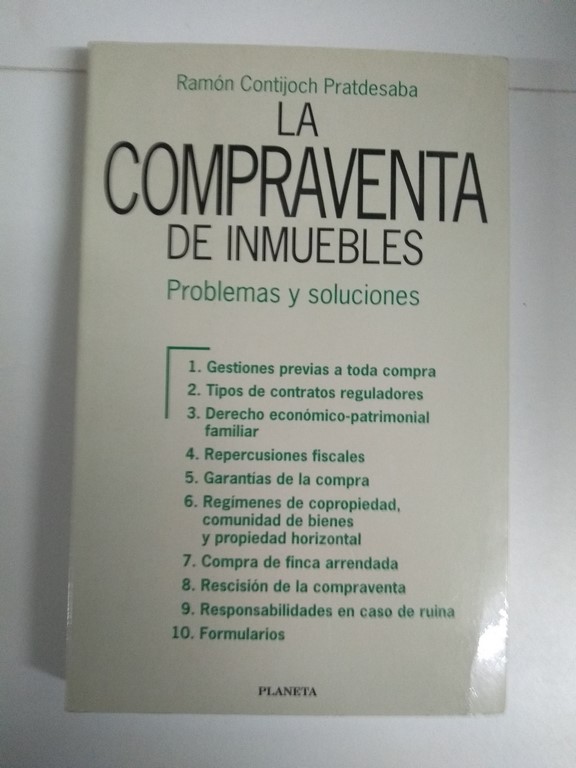 Ramón Contijoch Pratdesaba
LA
COMPRAVENTA
DE INMUEBLES
Problemas y soluciones
1. Gestiones previas a toda compra
2. Tipos de contratos reguladores
3. Derecho económico-patrimonial
familiar
4. Repercusiones fiscales
5. Garantías de la compra
6. Regímenes de copropiedad,
comunidad de bienes
y propiedad horizontal
7. Compra de finca arrendada
8. Rescisión de la compraventa
9. Responsabilidades en caso de ruina
10. Formularios
PLANETA